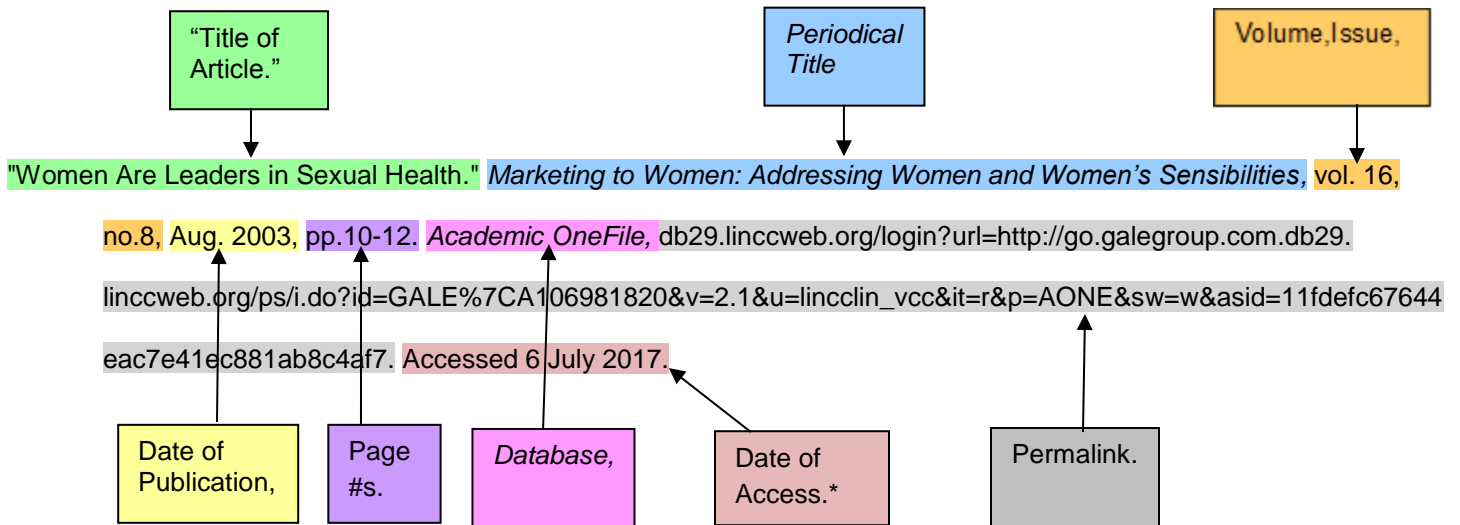 “Title of
Article.”
Periodical
Title
Volume,Issue,
"Women Are Leaders in Sexual Health." Marketing to Women: Addressing Women and Women’s Sensibilities, vol. 16,
no.8, Aug. 2003, pp.10-12. Academic OneFile, db29.linccweb.org/login?url=http://go.galegroup.com.db29.
linccweb.org/ps/i.do?id=GALE%7CA106981820&v=2.1&u=lincclin_vcc&it=r&p=AONE&sw=w&asid=11fdefc67644
eac7e41ec881ab8c4af7. Accessed 6 July 2017.
Date of
Publication,
Page
#s.
Database,
Date of
Access.*
Permalink.